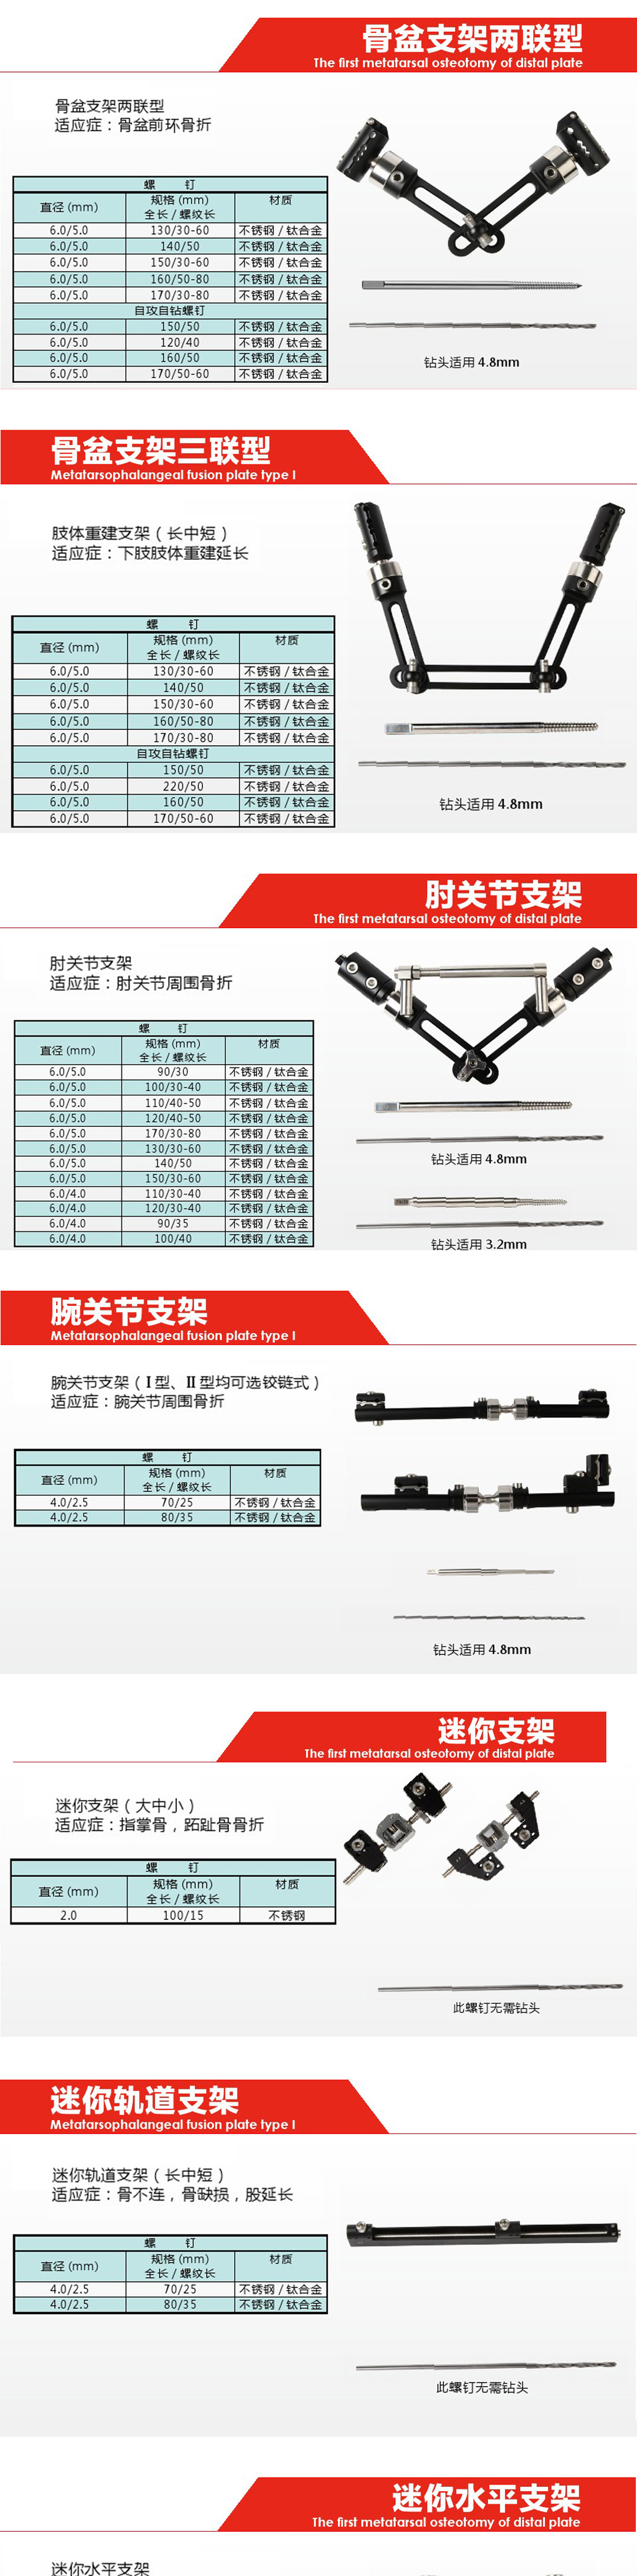 骨盆支架两联型
The first metatarsal osteotomy of distal plate
骨盆支架两联型
适应症：骨盆前环骨折
螺 钉
直径 (mm) 规格 (mm) 全长 / 螺纹长 材质
6.0/5.0 130/30-60 不锈钢 / 钛合金
6.0/5.0 140/50 不锈钢 / 钛合金
6.0/5.0 150/30-60 不锈钢 / 钛合金
6.0/5.0 160/50-80 不锈钢 / 钛合金
6.0/5.0 170/30-80 不锈钢 / 钛合金
自攻自钻螺钉
6.0/5.0 150/50 不锈钢 / 钛合金
6.0/5.0 120/40 不锈钢 / 钛合金
6.0/5.0 160/50 不锈钢 / 钛合金
6.0/5.0 170/50-60 不锈钢 / 钛合金
钻头适用 4.8mm
骨盆支架三联型
Metatarsophalangeal fusion plate type I
肢体重建支架（长中短）
适应症：下肢肢体重建延长
螺 钉
直径 (mm) 规格 (mm) 全长 / 螺纹长 材质
6.0/5.0 130/30-60 不锈钢 / 钛合金
6.0/5.0 140/50 不锈钢 / 钛合金
6.0/5.0 150/30-60 不锈钢 / 钛合金
6.0/5.0 160/50-80 不锈钢 / 钛合金
6.0/5.0 170/30-80 不锈钢 / 钛合金
自攻自钻螺钉
6.0/5.0 150/50 不锈钢 / 钛合金
6.0/5.0 220/50 不锈钢 / 钛合金
6.0/5.0 160/50 不锈钢 / 钛合金
6.0/5.0 170/50-60 不锈钢 / 钛合金
钻头适用 4.8mm
肘关节支架
The first metatarsal osteotomy of distal plate
肘关节支架
适应症：肘关节周围骨折
螺 钉
直径 (mm) 规格 (mm) 全长 / 螺纹长 材质
6.0/5.0 90/30 不锈钢 / 钛合金
6.0/5.0 100/30-40 不锈钢 / 钛合金
6.0/5.0 110/40-50 不锈钢 / 钛合金
6.0/5.0 120/40-50 不锈钢 / 钛合金
6.0/5.0 170/30-80 不锈钢 / 钛合金
6.0/5.0 130/30-60 不锈钢 / 钛合金
6.0/5.0 140/50 不锈钢 / 钛合金
6.0/5.0 150/30-60 不锈钢 / 钛合金
6.0/4.0 110/30-40 不锈钢 / 钛合金
6.0/4.0 120/30-40 不锈钢 / 钛合金
6.0/4.0 90/35 不锈钢 / 钛合金
6.0/4.0 100/40 不锈钢 / 钛合金
钻头适用 4.8mm
钻头适用 3.2mm
腕关节支架
Metatarsophalangeal fusion plate type I
腕关节支架（I 型、II 型均可选铰链式）
适应症：腕关节周围骨折
螺 钉
直径 (mm) 规格 (mm) 全长 / 螺纹长 材质
4.0/2.5 70/25 不锈钢 / 钛合金
4.0/2.5 80/35 不锈钢 / 钛合金
钻头适用 4.8mm
迷你支架
The first metatarsal osteotomy of distal plate
迷你支架（大中小）
适应症：指掌骨，跖趾骨骨折
螺 钉
直径 (mm) 规格 (mm) 全长 / 螺纹长 材质
2.0 100/15 不锈钢
此螺钉无需钻头
迷你轨道支架
Metatarsophalangeal fusion plate type I
迷你轨道支架（长中短）
适应症：骨不连，骨缺损，股延长
螺 钉
直径 (mm) 规格 (mm) 全长 / 螺纹长 材质
4.0/2.5 70/25 不锈钢 / 钛合金
4.0/2.5 80/35 不锈钢 / 钛合金
此螺钉无需钻头
迷你水平支架
The first metatarsal osteotomy of distal plate
迷你水平支架